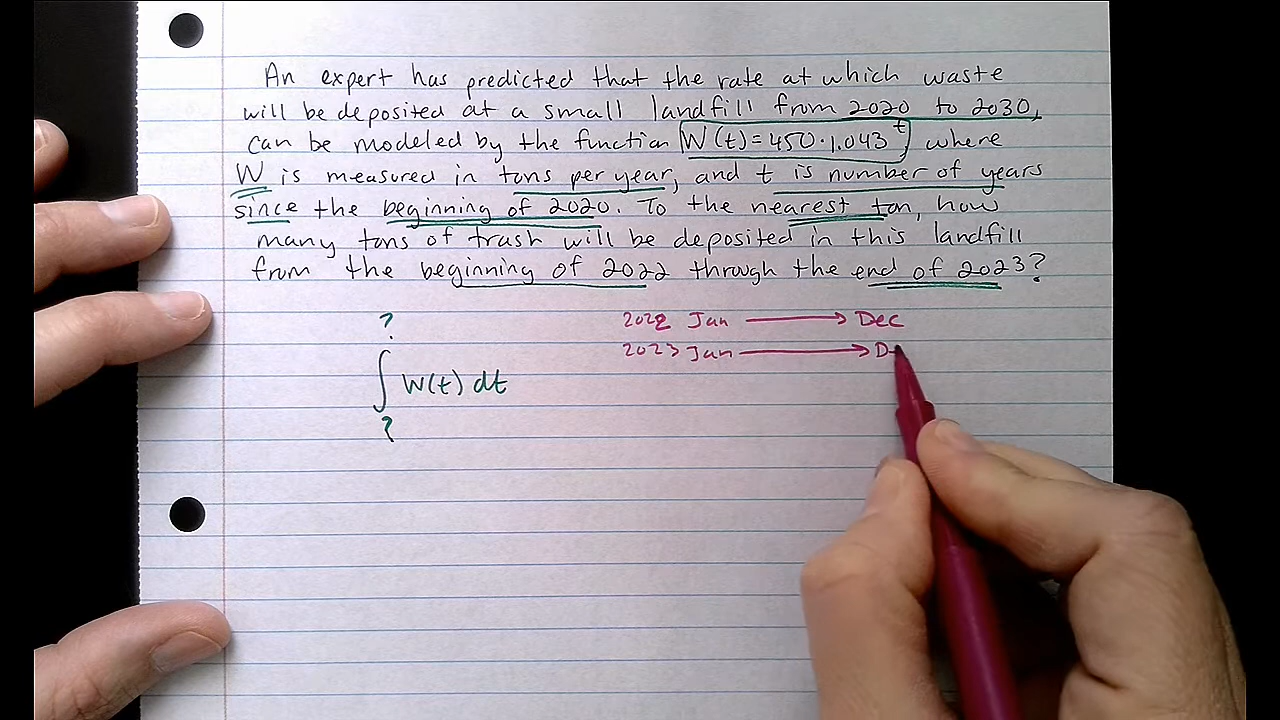 An expert has predicted that the rate at which waste
will be deposited at a small landfill from 2020 to 2030,
can be modeled by the function W(t)=450·1.043^t where
W is measured in tons per year, and t is number of years
since the beginning of 2020. To the nearest ton, how
many tons of trash will be deposited in this landfill
from the beginning of 2022 through the end of 2023?
?
∫ W(t) dt
?
2022 Jan → Dec
2023 Jan → D